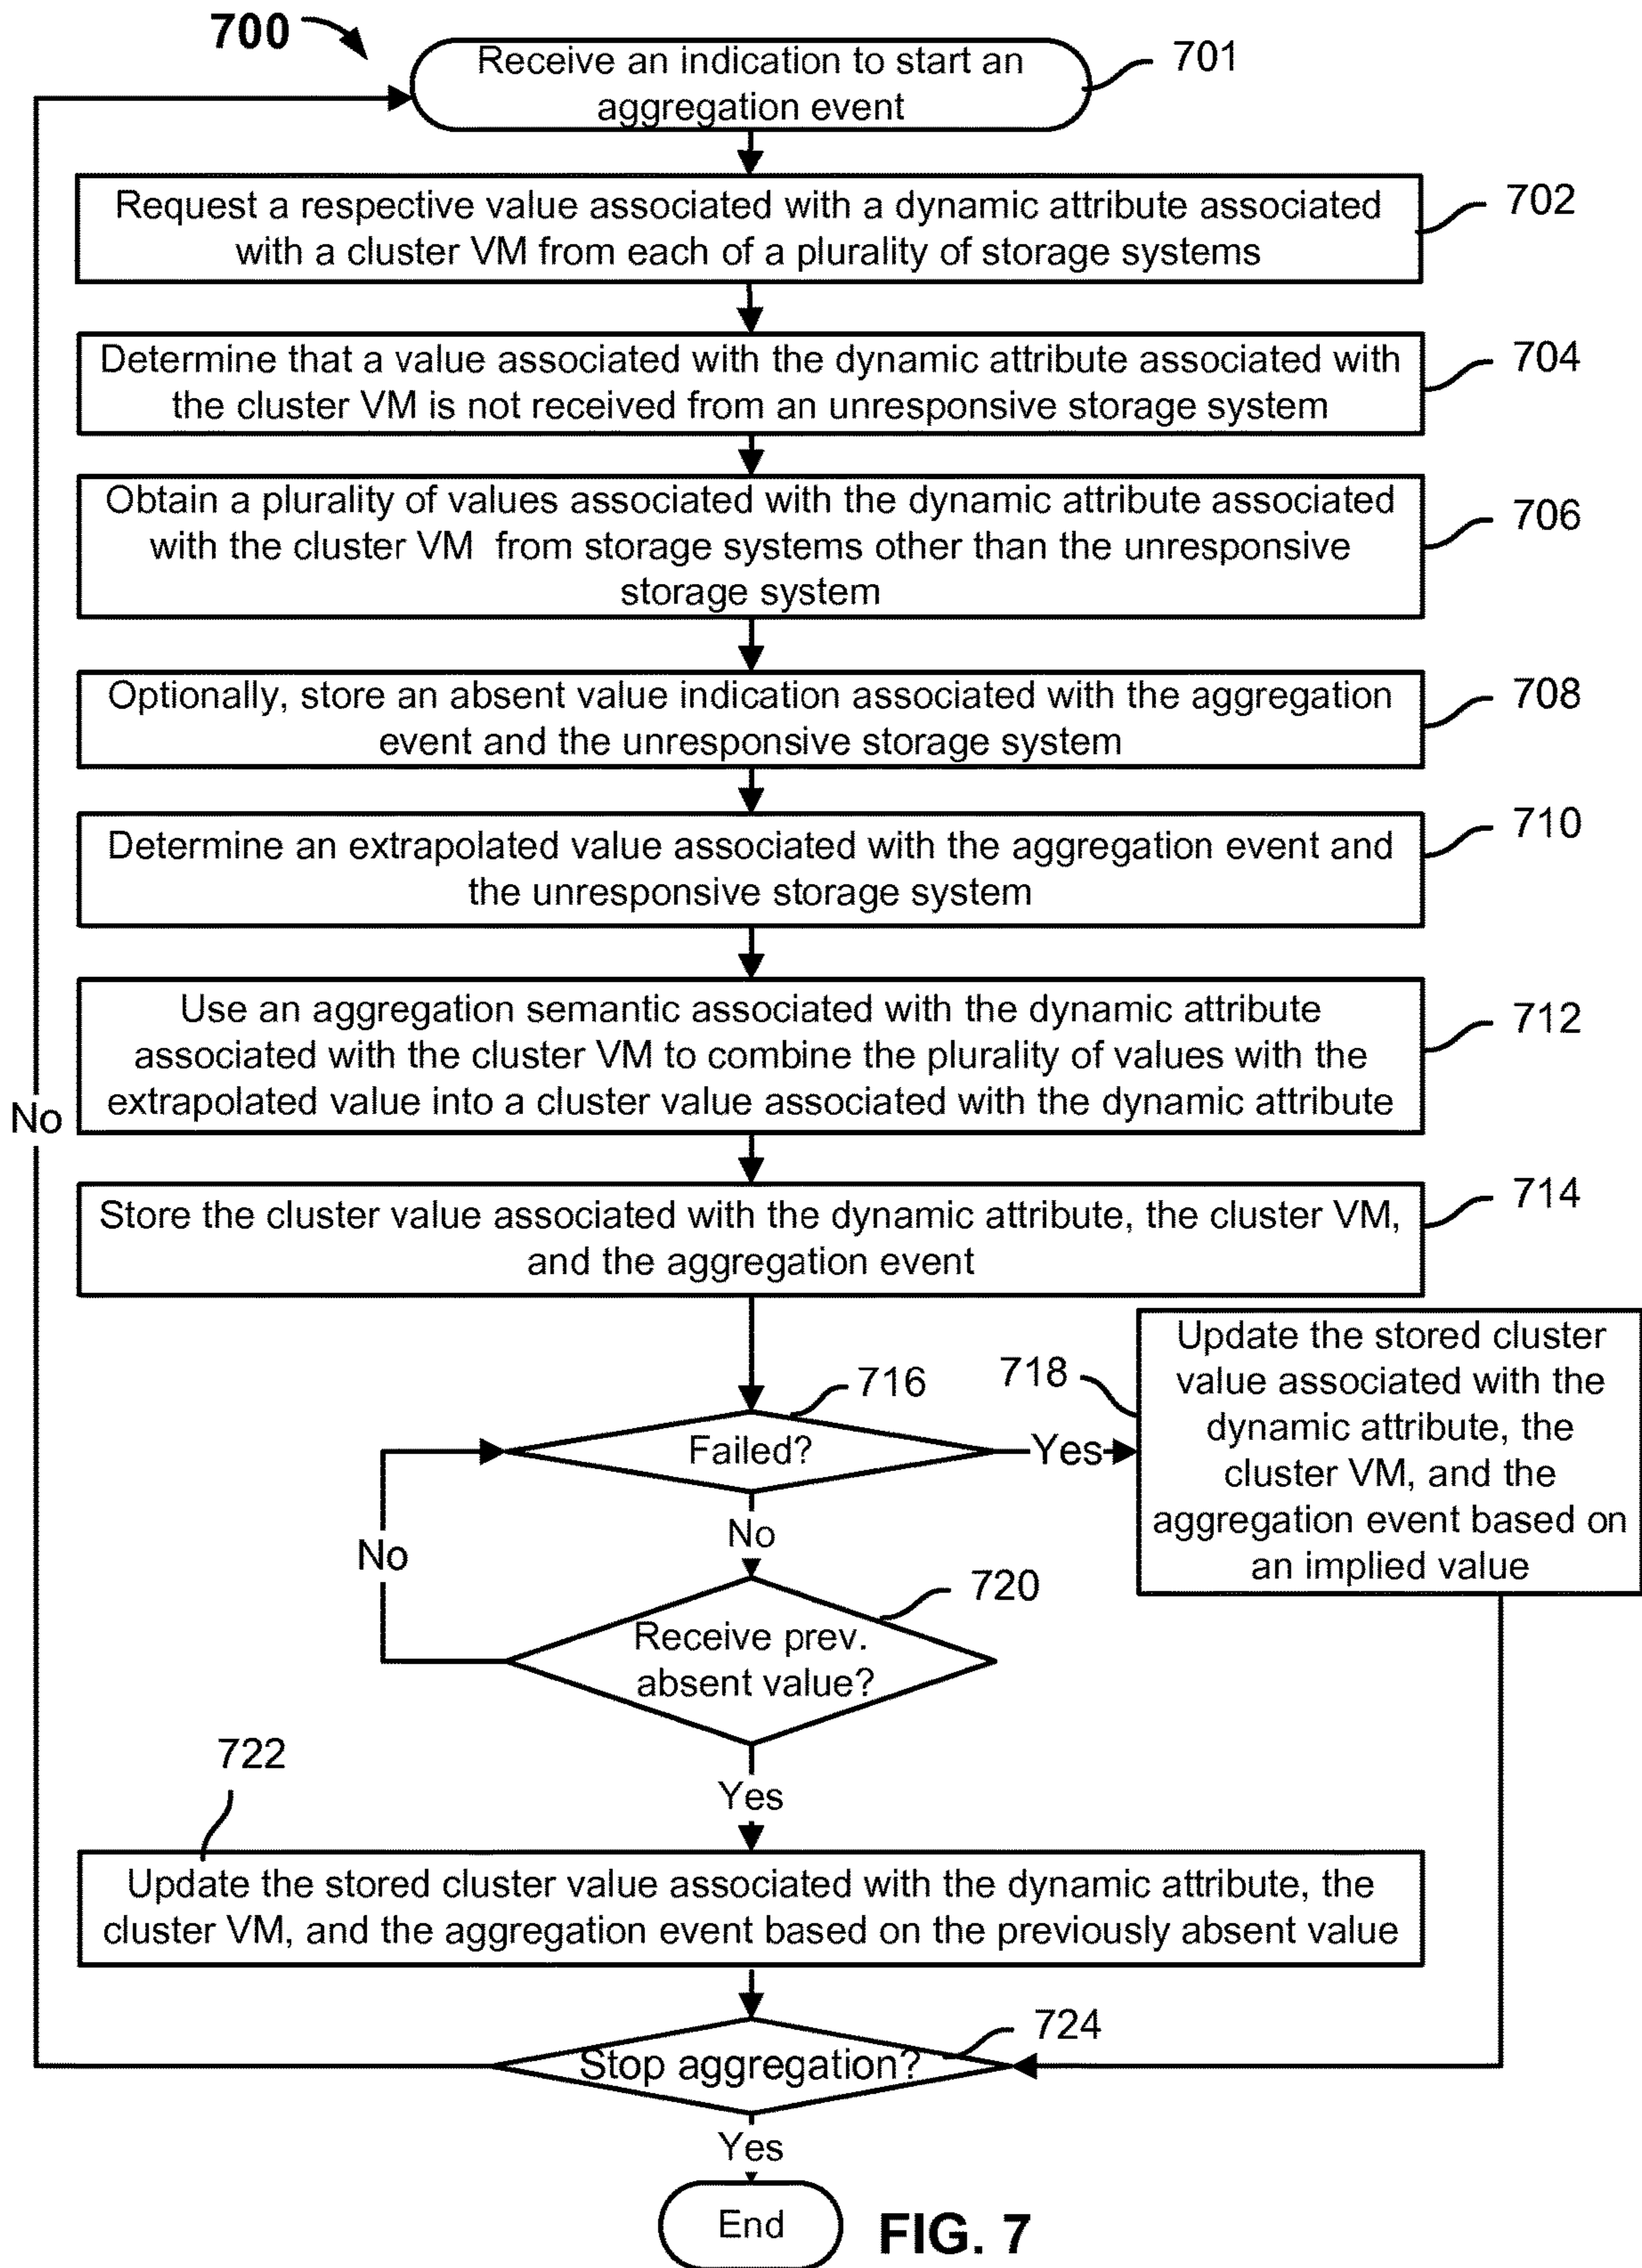 700
Receive an indication to start an
aggregation event
701
Request a respective value associated with a dynamic attribute associated
with a cluster VM from each of a plurality of storage systems
702
Determine that a value associated with the dynamic attribute associated with
the cluster VM is not received from an unresponsive storage system
704
Obtain a plurality of values associated with the dynamic attribute associated
with the cluster VM from storage systems other than the unresponsive
storage system
706
Optionally, store an absent value indication associated with the aggregation
event and the unresponsive storage system
708
Determine an extrapolated value associated with the aggregation event and
the unresponsive storage system
710
Use an aggregation semantic associated with the dynamic attribute
associated with the cluster VM to combine the plurality of values with the
extrapolated value into a cluster value associated with the dynamic attribute
712
No
Store the cluster value associated with the dynamic attribute, the cluster VM,
and the aggregation event
714
Failed?
716
Yes
718
Update the stored cluster
value associated with the
dynamic attribute, the
cluster VM, and the
aggregation event based on
an implied value
No
No
Receive prev.
absent value?
720
Yes
722
Update the stored cluster value associated with the dynamic attribute, the
cluster VM, and the aggregation event based on the previously absent value
Stop aggregation?
724
Yes
End
FIG. 7